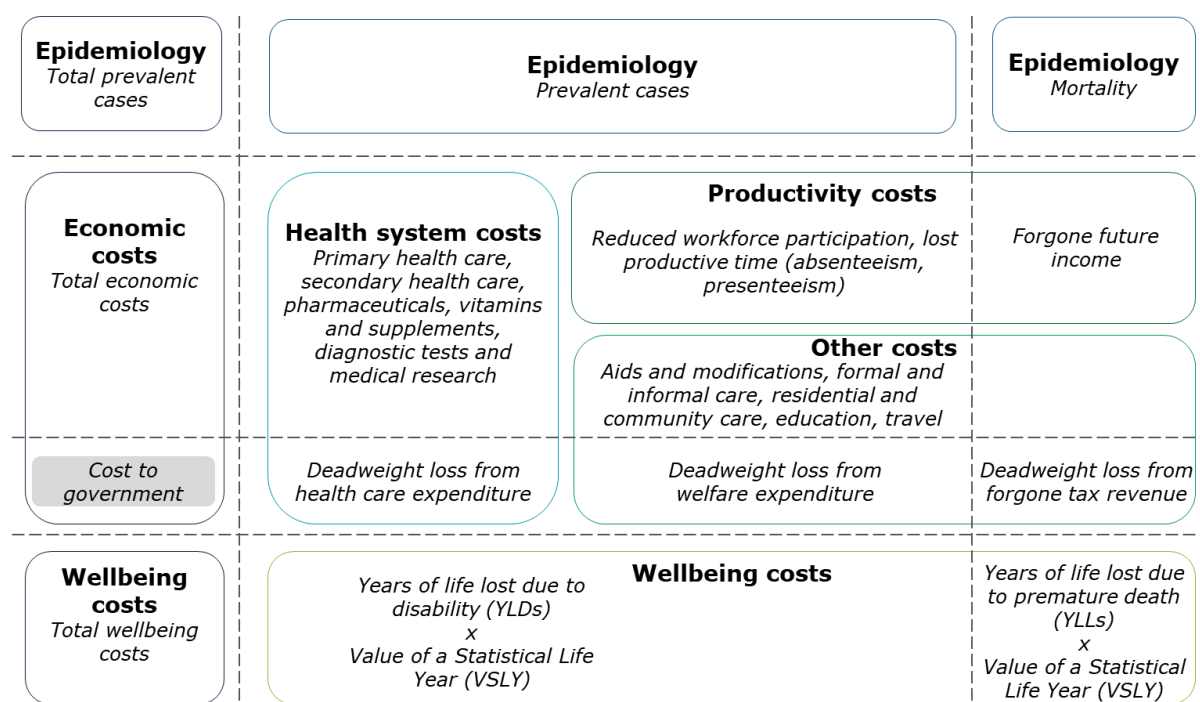 Epidemiology
Total prevalent
cases
Epidemiology
Prevalent cases
Epidemiology
Mortality
Economic
costs
Total economic
costs
Health system costs
Primary health care,
secondary health care,
pharmaceuticals, vitamins
and supplements,
diagnostic tests and
medical research
Productivity costs
Reduced workforce participation, lost
productive time (absenteeism,
presenteeism)
Forgone future
income
Other costs
Aids and modifications, formal and
informal care, residential and
community care, education, travel
Cost to
government
Deadweight loss from
health care expenditure
Deadweight loss from
welfare expenditure
Deadweight loss from
forgone tax revenue
Wellbeing
costs
Total wellbeing
costs
Wellbeing costs
Years of life lost due to
disability (YLDs)
x
Value of a Statistical Life
Year (VSLY)
Years of life lost due
to premature death
(YLLs)
x
Value of a Statistical
Life Year (VSLY)